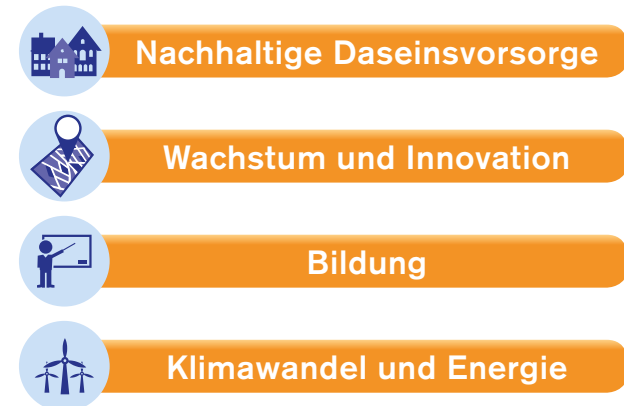 Nachhaltige Daseinsvorsorge
Wachstum und Innovation
Bildung
Klimawandel und Energie